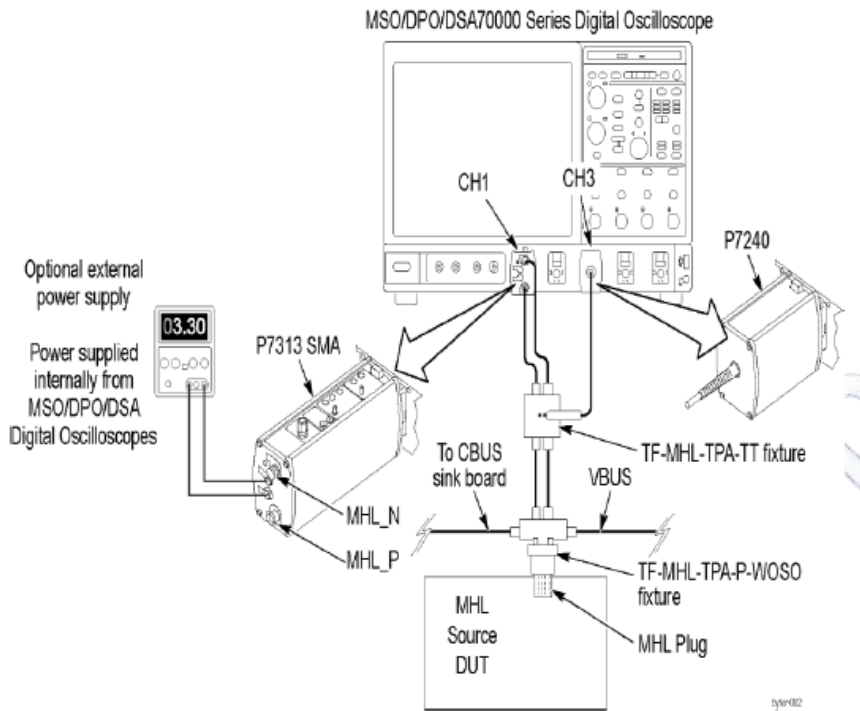 MSO/DPO/DSA70000 Series Digital Oscilloscope
CH1
CH3
P7240
Optional external
power supply
03.30
Power supplied
internally from
MSO/DPO/DSA
Digital Oscilloscopes
P7313 SMA
MHL_N
MHL_P
To CBUS
sink board
VBUS
TF-MHL-TPA-TT fixture
TF-MHL-TPA-P-WOSO
fixture
MHL Plug
MHL
Source
DUT